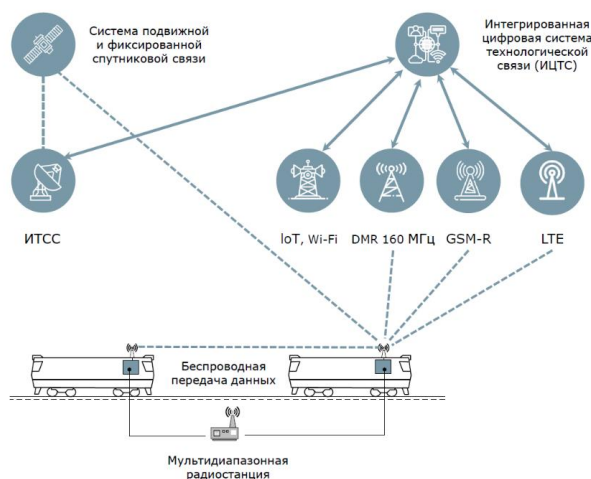 Система подвижной
и фиксированной
спутниковой связи
Интегрированная
цифровая система
технологической
связи (ИЦТС)
ИТСС
IoT, Wi-Fi
DMR 160 МГц
GSM-R
LTE
Беспроводная
передача данных
Мультидиапазонная
радиостанция